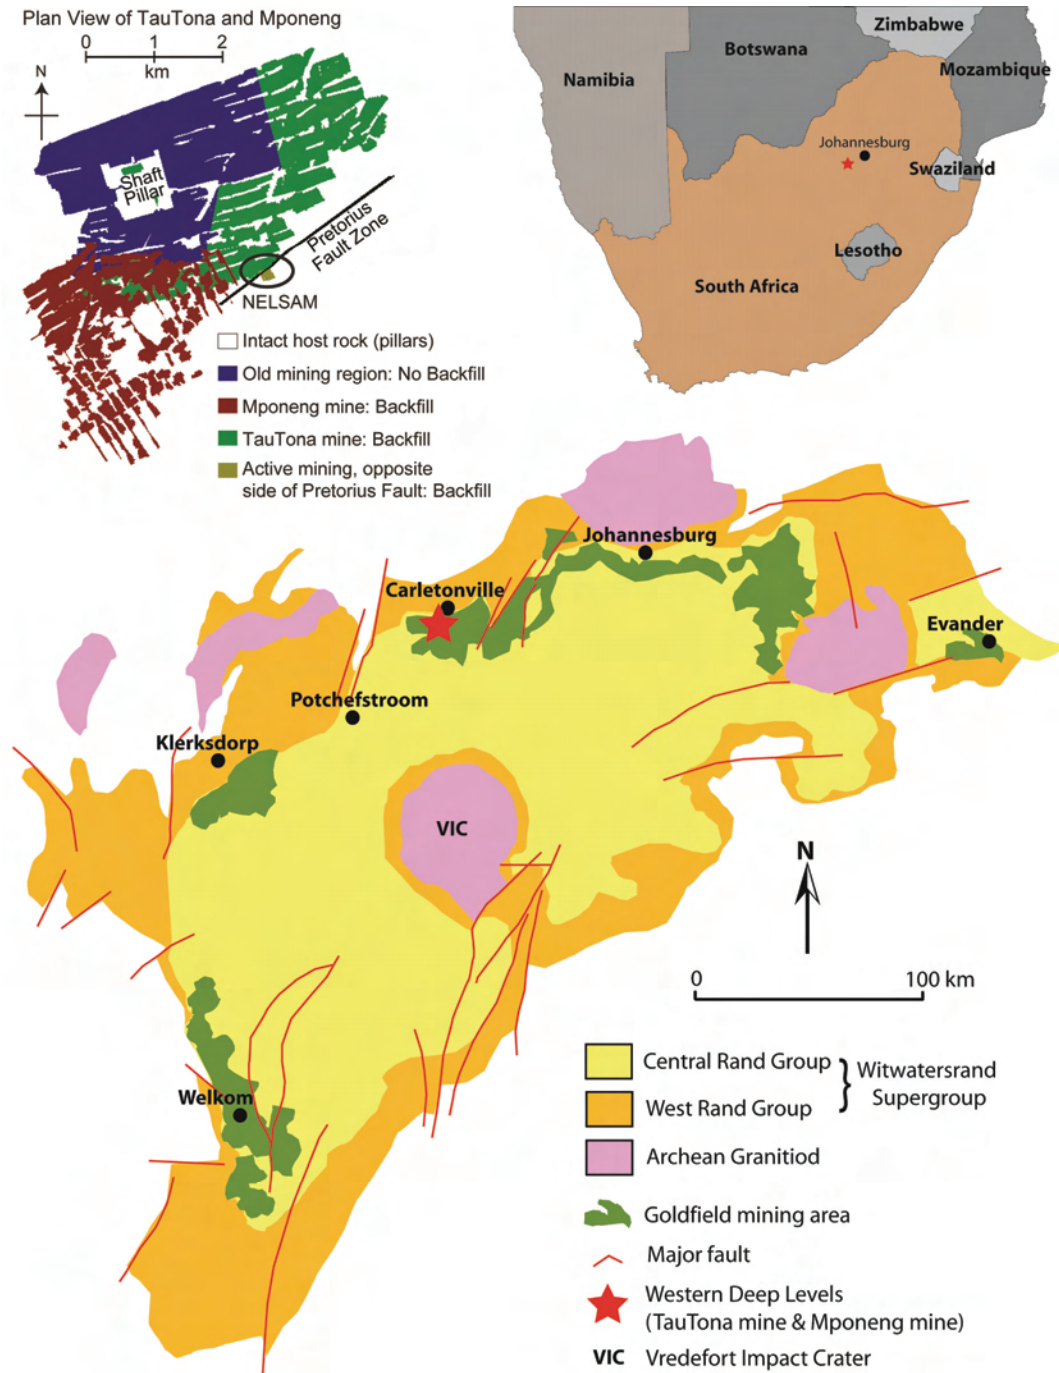 Plan View of TauTona and Mponeng
0 1 2
km
N
Shaft
Pillar
Pretorius
Fault Zone
NELSAM
Intact host rock (pillars)
Old mining region: No Backfill
Mponeng mine: Backfill
TauTona mine: Backfill
Active mining, opposite
side of Pretorius Fault: Backfill
Zimbabwe
Botswana
Namibia
Mozambique
Johannesburg
Swaziland
Lesotho
South Africa
Johannesburg
Carletonville
Evander
Potchefstroom
Klerksdorp
VIC
N
0 100 km
Welkom
Central Rand Group
West Rand Group
} Witwatersrand
Supergroup
Archean Granitiod
Goldfield mining area
Major fault
Western Deep Levels
(TauTona mine & Mponeng mine)
VIC Vredefort Impact Crater